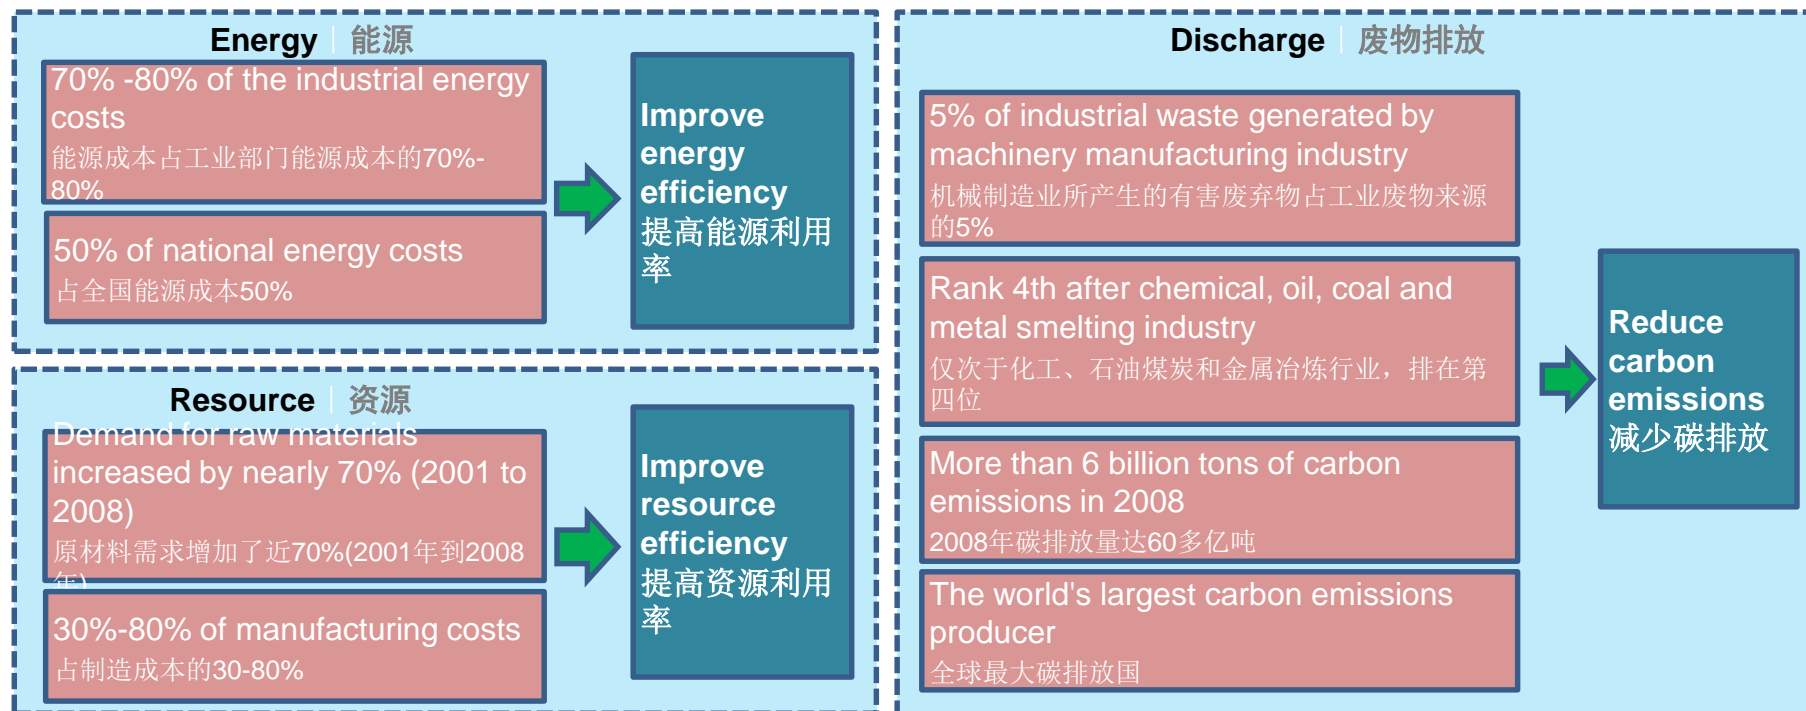 Energy | 能源
70% -80% of the industrial energy
costs
能源成本占工业部门能源成本的70%-
80%
50% of national energy costs
占全国能源成本50%
Improve
energy
efficiency
提高能源利用
率
Resource | 资源
Demand for raw materials
increased by nearly 70% (2001 to
2008)
原材料需求增加了近70%(2001年到2008
年)
30%-80% of manufacturing costs
占制造成本的30-80%
Improve
resource
efficiency
提高资源利用
率
Discharge | 废物排放
5% of industrial waste generated by
machinery manufacturing industry
机械制造业所产生的有害废弃物占工业废物来源
的5%
Rank 4th after chemical, oil, coal and
metal smelting industry
仅次于化工、石油煤炭和金属冶炼行业，排在第
四位
More than 6 billion tons of carbon
emissions in 2008
2008年碳排放量达60多亿吨
The world's largest carbon emissions
producer
全球最大碳排放国
Reduce
carbon
emissions
减少碳排放